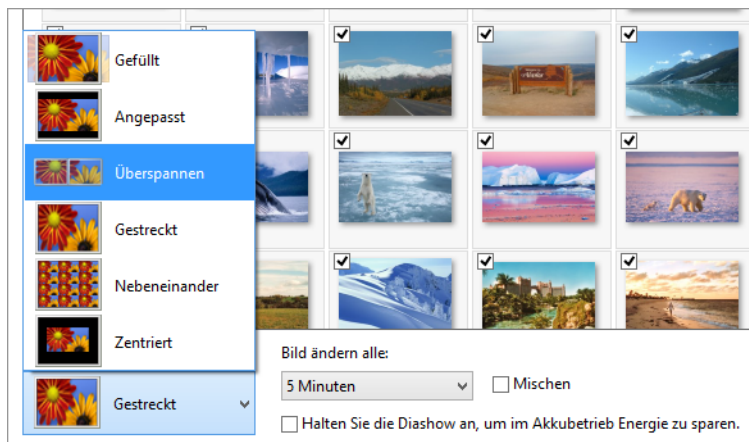 Gefüllt
Angepasst
Überspannen
Gestreckt
Nebeneinander
Zentriert
Gestreckt
Alaska
Bild ändern alle:
5 Minuten
Mischen
Halten Sie die Diashow an, um im Akkubetrieb Energie zu sparen.